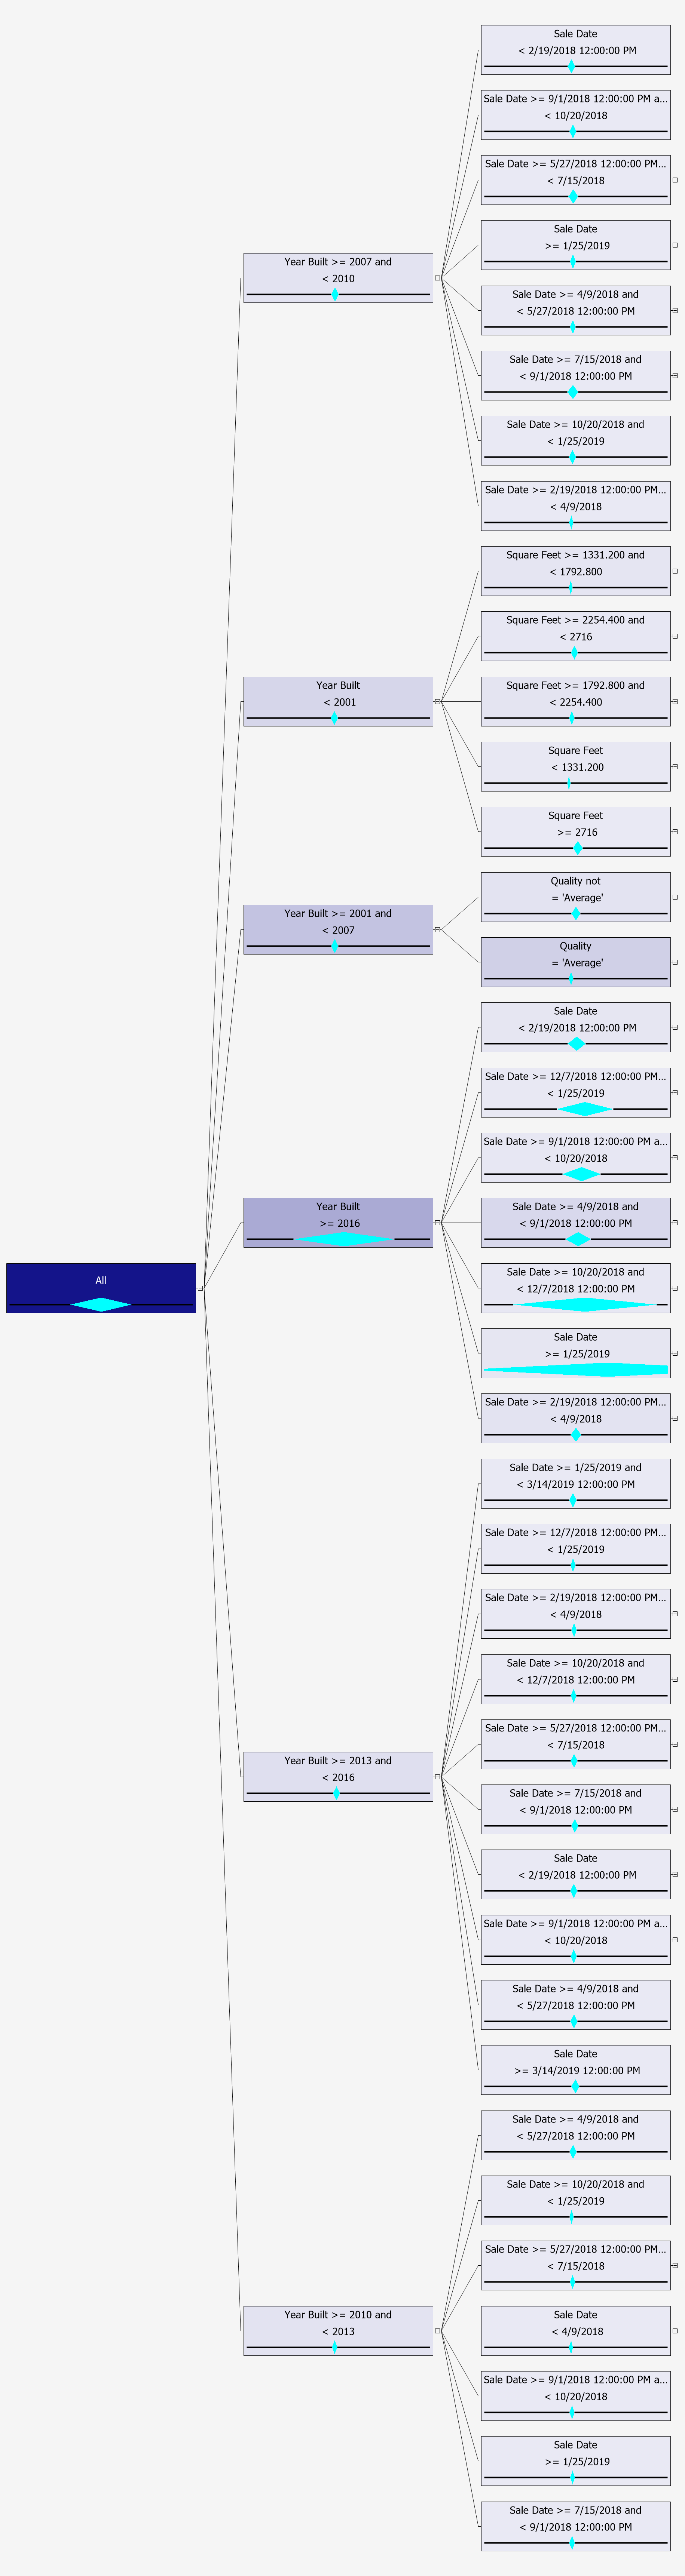 Sale Date
< 2/19/2018 12:00:00 PM
Sale Date >= 9/1/2018 12:00:00 PM a...
< 10/20/2018
Sale Date >= 5/27/2018 12:00:00 PM...
< 7/15/2018
Sale Date
>= 1/25/2019
Year Built >= 2007 and
< 2010
Sale Date >= 4/9/2018 and
< 5/27/2018 12:00:00 PM
Sale Date >= 7/15/2018 and
< 9/1/2018 12:00:00 PM
Sale Date >= 10/20/2018 and
< 1/25/2019
Sale Date >= 2/19/2018 12:00:00 PM...
< 4/9/2018
Square Feet >= 1331.200 and
< 1792.800
Square Feet >= 2254.400 and
< 2716
Year Built
< 2001
Square Feet >= 1792.800 and
< 2254.400
Square Feet
< 1331.200
Square Feet
>= 2716
Quality not
= 'Average'
Year Built >= 2001 and
< 2007
Quality
= 'Average'
Sale Date
< 2/19/2018 12:00:00 PM
Sale Date >= 12/7/2018 12:00:00 PM...
< 1/25/2019
Sale Date >= 9/1/2018 12:00:00 PM a...
< 10/20/2018
Year Built
>= 2016
Sale Date >= 4/9/2018 and
< 9/1/2018 12:00:00 PM
All
Sale Date >= 10/20/2018 and
< 12/7/2018 12:00:00 PM
Sale Date
>= 1/25/2019
Sale Date >= 2/19/2018 12:00:00 PM...
< 4/9/2018
Sale Date >= 1/25/2019 and
< 3/14/2019 12:00:00 PM
Sale Date >= 12/7/2018 12:00:00 PM...
< 1/25/2019
Sale Date >= 2/19/2018 12:00:00 PM...
< 4/9/2018
Sale Date >= 10/20/2018 and
< 12/7/2018 12:00:00 PM
Sale Date >= 5/27/2018 12:00:00 PM...
< 7/15/2018
Year Built >= 2013 and
< 2016
Sale Date >= 7/15/2018 and
< 9/1/2018 12:00:00 PM
Sale Date
< 2/19/2018 12:00:00 PM
Sale Date >= 9/1/2018 12:00:00 PM a...
< 10/20/2018
Sale Date >= 4/9/2018 and
< 5/27/2018 12:00:00 PM
Sale Date
>= 3/14/2019 12:00:00 PM
Sale Date >= 4/9/2018 and
< 5/27/2018 12:00:00 PM
Sale Date >= 10/20/2018 and
< 1/25/2019
Sale Date >= 5/27/2018 12:00:00 PM...
< 7/15/2018
Year Built >= 2010 and
< 2013
Sale Date
< 4/9/2018
Sale Date >= 9/1/2018 12:00:00 PM a...
< 10/20/2018
Sale Date
>= 1/25/2019
Sale Date >= 7/15/2018 and
< 9/1/2018 12:00:00 PM